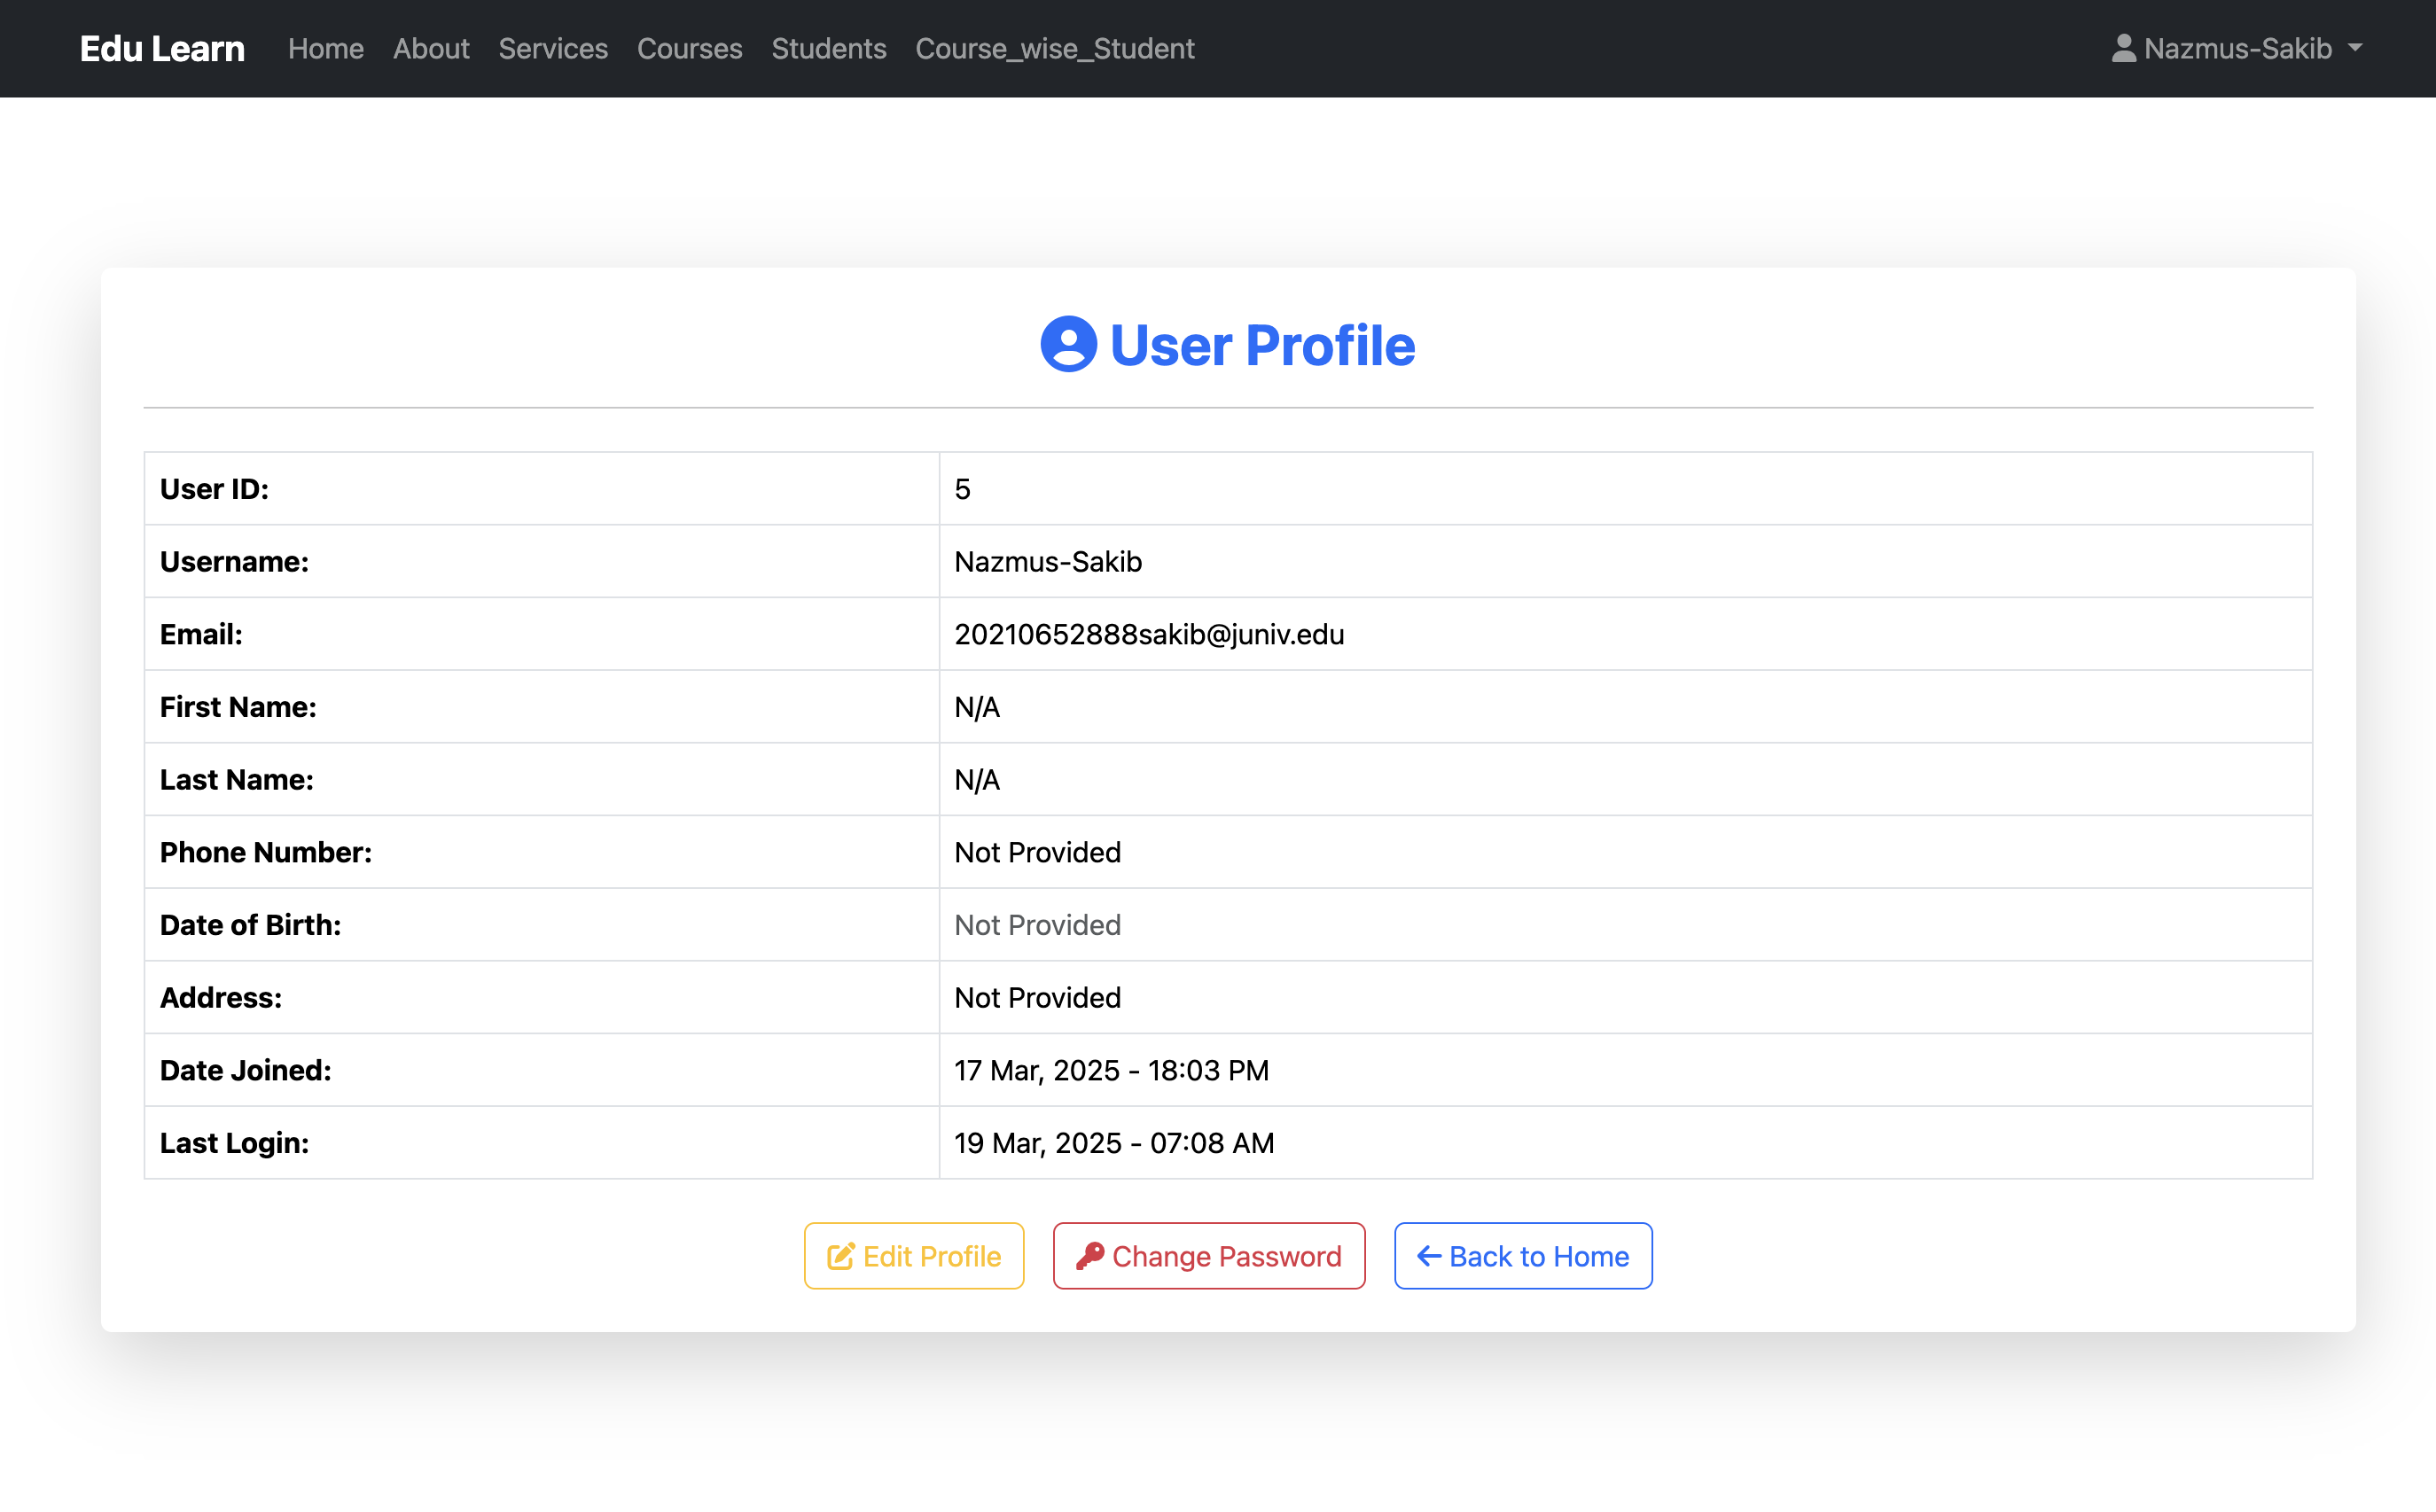 Edu Learn Home About Services Courses Students Course_wise_Student Nazmus-Sakib
User Profile
User ID: 5
Username: Nazmus-Sakib
Email: 20210652888sakib@juniv.edu
First Name: N/A
Last Name: N/A
Phone Number: Not Provided
Date of Birth: Not Provided
Address: Not Provided
Date Joined: 17 Mar, 2025 - 18:03 PM
Last Login: 19 Mar, 2025 - 07:08 AM
Edit Profile Change Password Back to Home